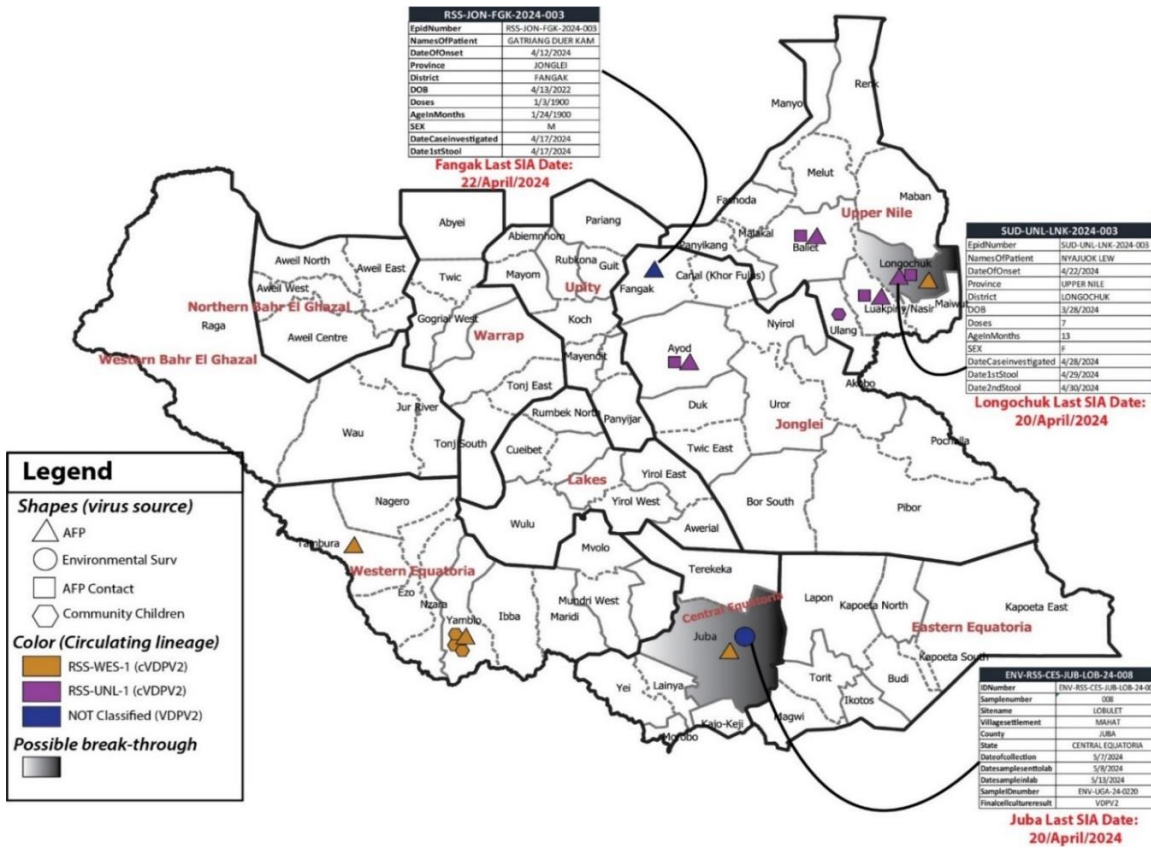 RSS-JON-FGK-2024-003
EpidNumber RSS-JON-FGK-2024-003
NamesOfPatient GATRIANG DUER KAM
DateOfOnset 4/12/2024
Province JONGLEI
District FANGAK
DOB 4/13/2022
Doses 1/3/1900
AgeInMonths 1/24/1900
SEX M
DateCaseinvestigated 4/17/2024
Date1stStool 4/17/2024
Fangak Last SIA Date:
22/April/2024
SUD-UNL-LNK-2024-003
EpidNumber SUD-UNL-LNK-2024-003
NamesOfPatient NYAJUOK LEW
DateOfOnset 4/22/2024
Province UPPER NILE
District LONGOCHUK
DOB 3/28/2024
Doses 7
AgeInMonths 13
SEX F
DateCaseinvestigated 4/28/2024
Date1stStool 4/29/2024
Date2ndStool 4/30/2024
Longochuk Last SIA Date:
20/April/2024
Renk
Manyo
Melut
Maban
Fashoda
Upper Nile
Malakal
Baliet
Panyikang
Longochuk
Luakpiny/Nasir
Maiwut
Ulang
Pariang
Abyei
Abiemnhom
Rubkona
Guit
Mayom
Unity
Fangak
Canal (Khor Fulus)
Aweil North
Aweil East
Twic
Aweil West
Northern Bahr El Ghazal
Gogrial West
Koch
Nyirol
Raga
Aweil Centre
Warrap
Mayendit
Ayod
Western Bahr El Ghazal
Akobo
Tonj East
Duk
Uror
Jur River
Rumbek North
Panyijar
Jonglei
Wau
Tonj South
Cueibet
Twic East
Pochalla
Lakes
Yirol East
Yirol West
Bor South
Pibor
Nagero
Wulu
Awerial
Tambura
Mvolo
Western Equatoria
Terekeka
Ezo
Nzara
Yambio
Ibba
Maridi
Mundri West
Central Equatoria
Lapon
Kapoeta North
Kapoeta East
Juba
Eastern Equatoria
Kapoeta South
Yei
Lainya
Torit
Budi
Ikotos
Magwi
Kajo-Keji
Morobo
Legend
Shapes (virus source)
AFP
Environmental Surv
AFP Contact
Community Children
Color (Circulating lineage)
RSS-WES-1 (cVDPV2)
RSS-UNL-1 (cVDPV2)
NOT Classified (VDPV2)
Possible break-through
ENV-RSS-CES-JUB-LOB-24-008
IDNumber ENV-RSS-CES-JUB-LOB-24-00
Samplenumber 008
Sitename LOBULET
Villagesettlement MAHAT
County JUBA
State CENTRAL EQUATORIA
Dateofcollection 5/7/2024
Datesamplesenttolab 5/8/2024
Datesampleinlab 5/13/2024
SampleIDnumber ENV-UGA-24-0220
Finalcellcultureresult VDPV2
Juba Last SIA Date:
20/April/2024